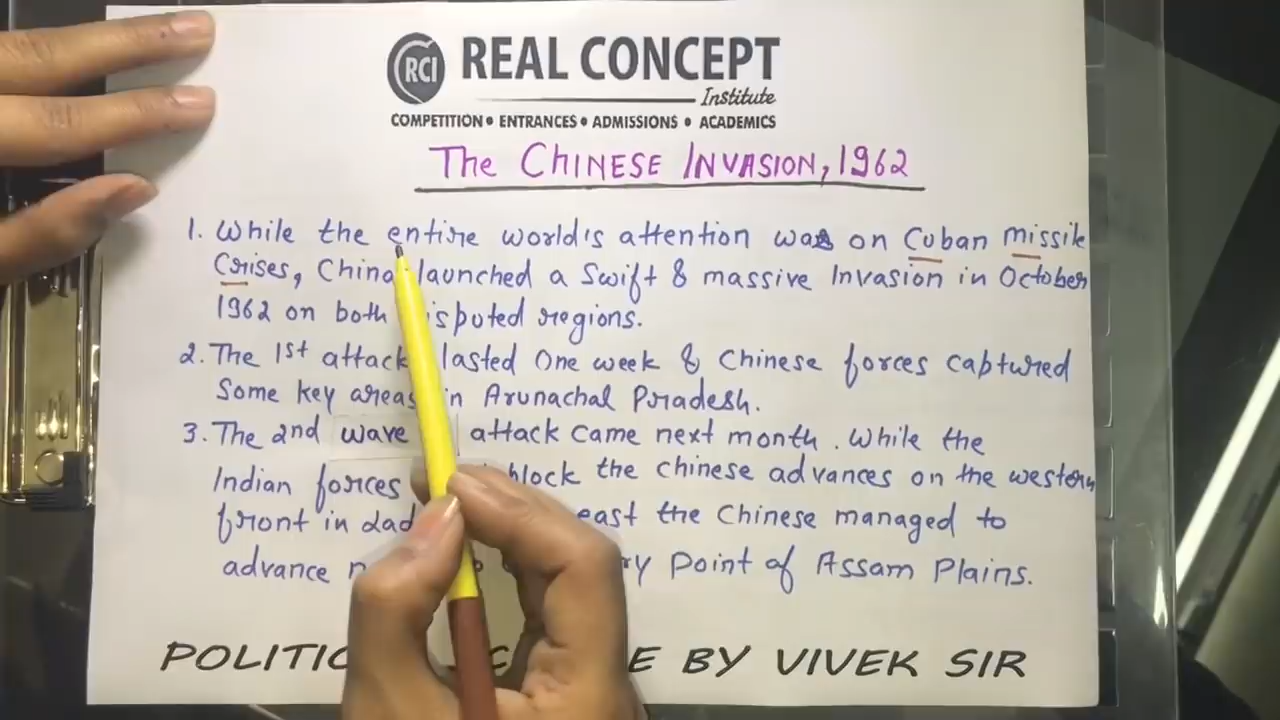 RCI REAL CONCEPT
Institute
COMPETITION • ENTRANCES • ADMISSIONS • ACADEMICS
The CHINESE INVASION, 1962
1. While the entire world's attention was on Cuban missile
Crises, China launched a Swift & massive Invasion in October
1962 on both isputed regions.
2. The 1st attack lasted One week & Chinese forces captured
Some key areas in Arunachal Pradesh.
3. The 2nd wave attack came next month. While the
Indian forces block the chinese advances on the western
front in Lad east the Chinese managed to
advance Point of Assam Plains.
POLITIC E BY VIVEK SIR